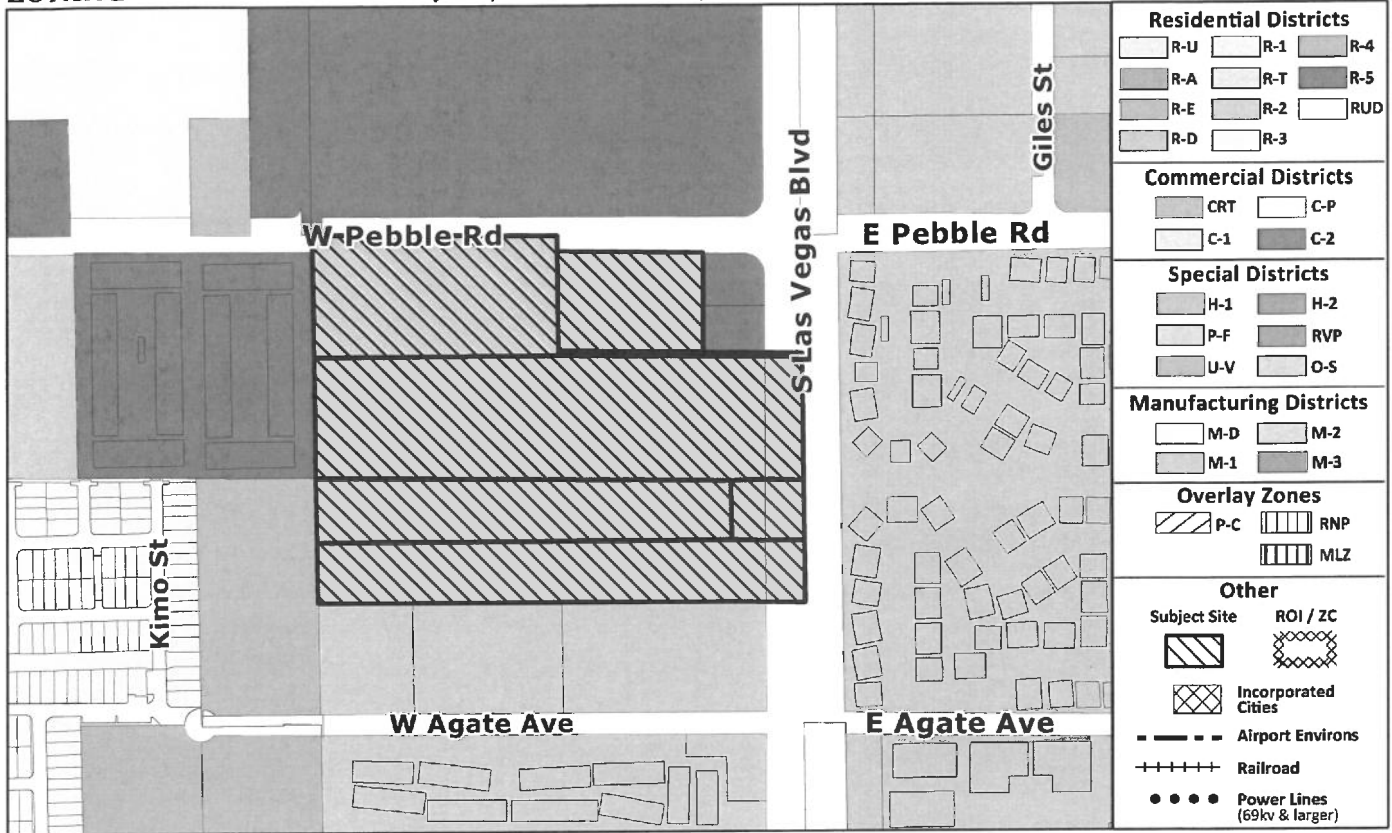 W Pebble Rd
S Las Vegas Blvd
E Pebble Rd
Giles St
Kimo St
W Agate Ave
E Agate Ave
Residential Districts
R-U R-1 R-4
R-A R-T R-5
R-E R-2 RUD
R-D R-3
Commercial Districts
CRT C-P
C-1 C-2
Special Districts
H-1 H-2
P-F RVP
U-V O-S
Manufacturing Districts
M-D M-2
M-1 M-3
Overlay Zones
P-C RNP
MLZ
Other
Subject Site ROI / ZC
Incorporated
Cities
Airport Environs
Railroad
Power Lines
(69kv & larger)